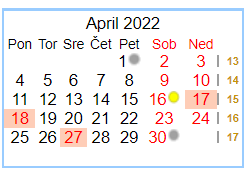 April 2022
Pon Tor Sre Čet Pet Sob Ned
1 2 3 13
4 5 6 7 8 9 10 14
11 12 13 14 15 16 17 15
18 19 20 21 22 23 24 16
25 26 27 28 29 30 17